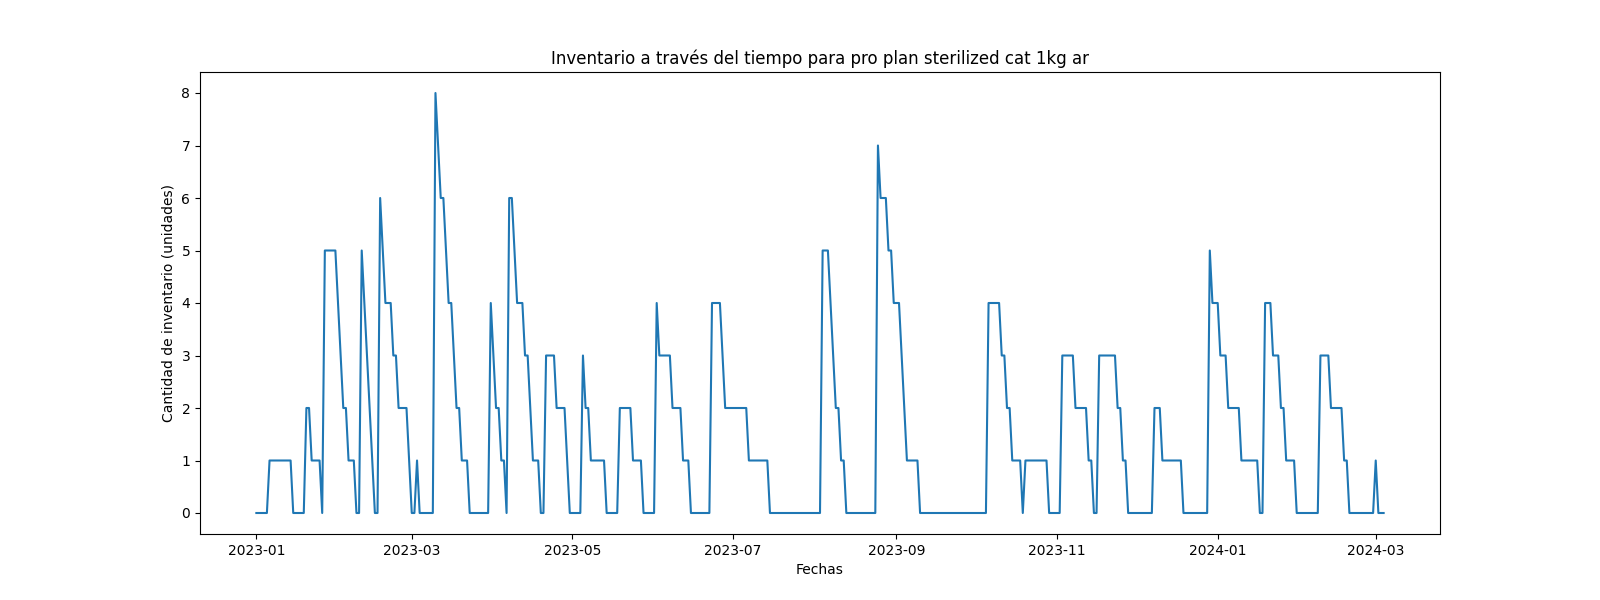 Inventario a través del tiempo para pro plan sterilized cat 1kg ar
Cantidad de inventario (unidades)
8
7
6
5
4
3
2
1
0
2023-01 2023-03 2023-05 2023-07 2023-09 2023-11 2024-01 2024-03
Fechas